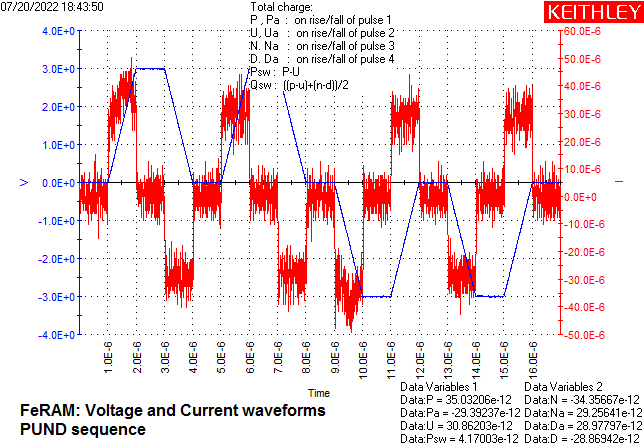 07/20/2022 18:43:50
Total charge:
P , Pa : on rise/fall of pulse 1
U, Ua : on rise/fall of pulse 2
N. Na : on rise/fall of pulse 3
D. Da : on rise/fall of pulse 4
Psw : P-U
Qsw : ((p-u)+(n-d))/2
KEITHLEY
4.0E+0
3.0E+0
2.0E+0
1.0E+0
0.0E+0
-1.0E+0
-2.0E+0
-3.0E+0
-4.0E+0
V
60.0E-6
50.0E-6
40.0E-6
30.0E-6
20.0E-6
10.0E-6
0.0E+0
-10.0E-6
-20.0E-6
-30.0E-6
-40.0E-6
-50.0E-6
I
1.0E-6
2.0E-6
3.0E-6
4.0E-6
5.0E-6
6.0E-6
7.0E-6
8.0E-6
9.0E-6
10.0E-6
11.0E-6
12.0E-6
13.0E-6
14.0E-6
15.0E-6
16.0E-6
Time
Data Variables 1
Data:P = 35.03206e-12
Data:Pa = -29.39237e-12
Data:U = 30.86203e-12
Data:Psw = 4.17003e-12
Data Variables 2
Data:N = -34.35667e-12
Data:Na = 29.25641e-12
Data:Da = 28.97797e-12
Data:D = -28.86942e-12
FeRAM: Voltage and Current waveforms
PUND sequence